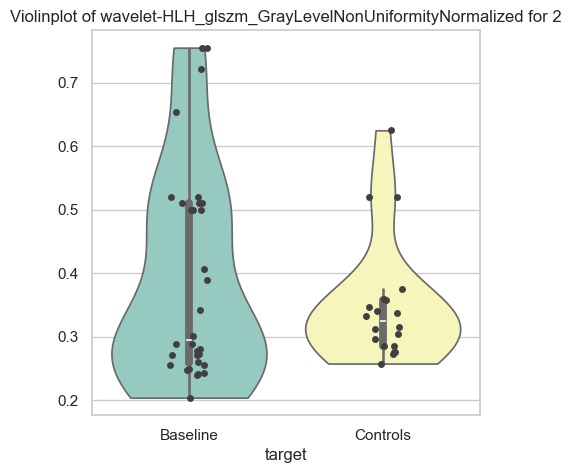 Violinplot of wavelet-HLH_glszm_GrayLevelNonUniformityNormalized for 2
0.7
0.6
0.5
0.4
0.3
0.2
Baseline
Controls
target